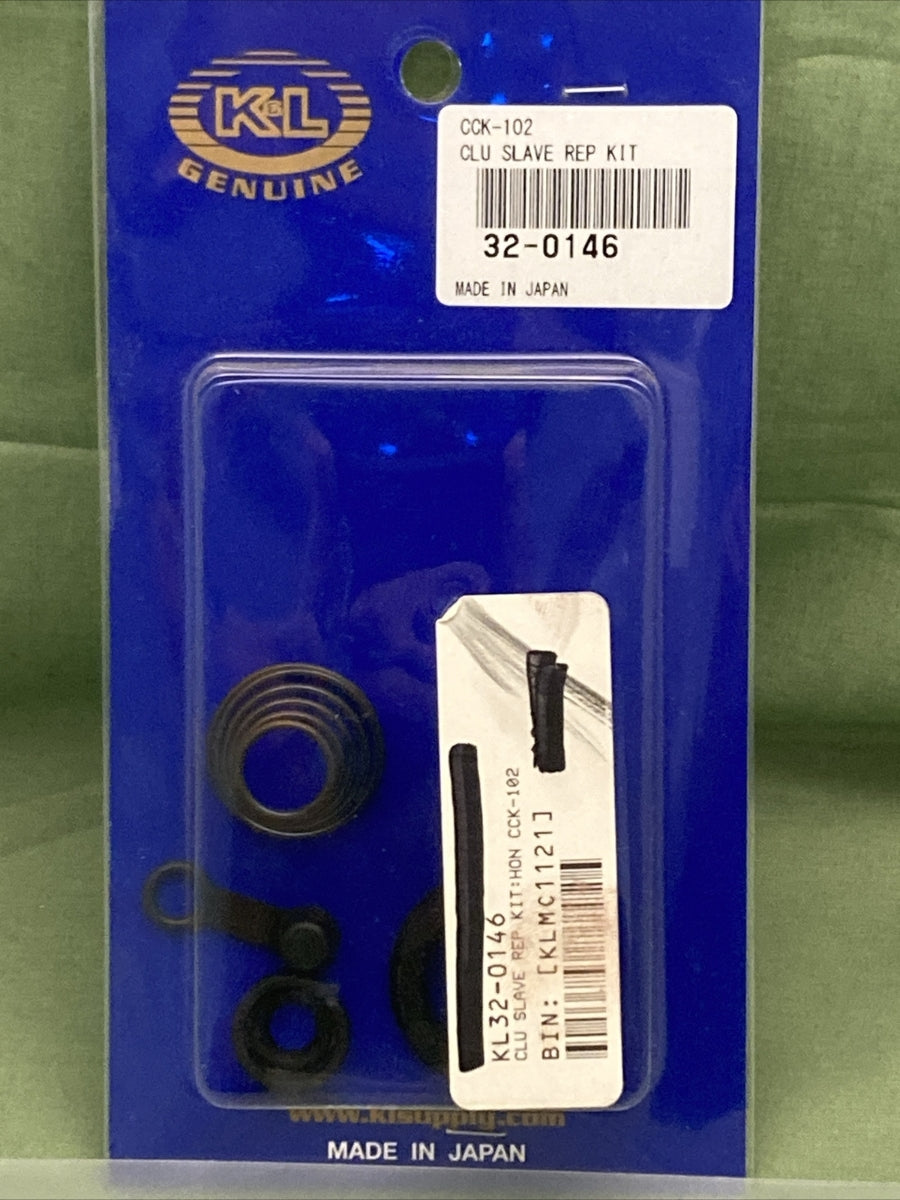 K&L
GENUINE
CCK-102
CLU SLAVE REP KIT
32-0146
MADE IN JAPAN
KL32-0146
CLU SLAVE REP KIT:HON CCK-102
BIN: [KLMC1121]
www.klsupply.com
MADE IN JAPAN